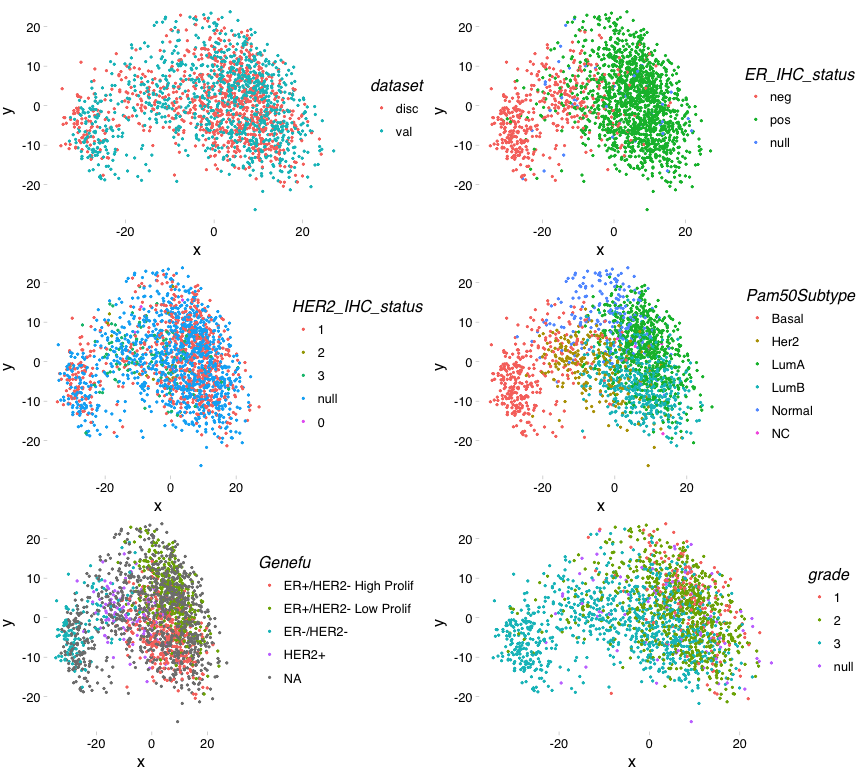 20
10
0
-10
-20
y
-20
0
20
x
dataset
disc
val
20
10
0
-10
-20
y
-20
0
20
x
ER_IHC_status
neg
pos
null
20
10
0
-10
-20
y
-20
0
20
x
HER2_IHC_status
1
2
3
null
0
20
10
0
-10
-20
y
-20
0
20
x
Pam50Subtype
Basal
Her2
LumA
LumB
Normal
NC
20
10
0
-10
-20
y
-20
0
20
x
Genefu
ER+/HER2- High Prolif
ER+/HER2- Low Prolif
ER-/HER2-
HER2+
NA
20
10
0
-10
-20
y
-20
0
20
x
grade
1
2
3
null